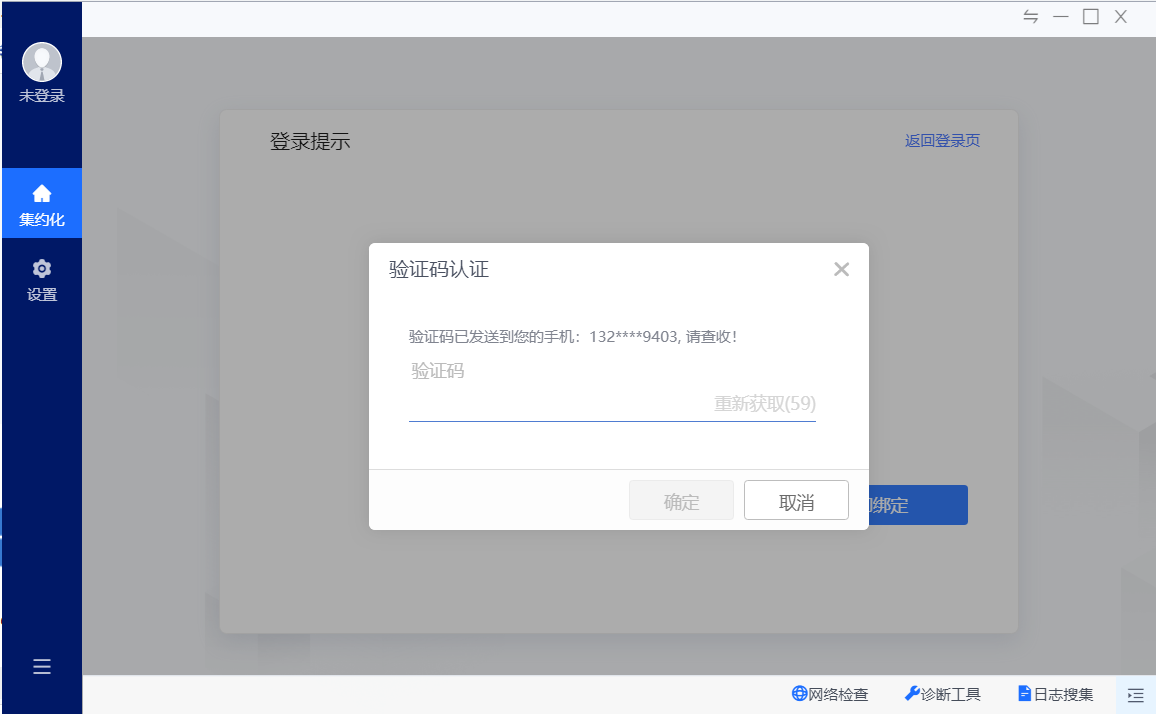 未登录
集约化
设置
登录提示
返回登录页
验证码认证
验证码已发送到您的手机：132****9403, 请查收！
验证码
重新获取(59)
确定
取消
绑定
网络检查
诊断工具
日志搜集